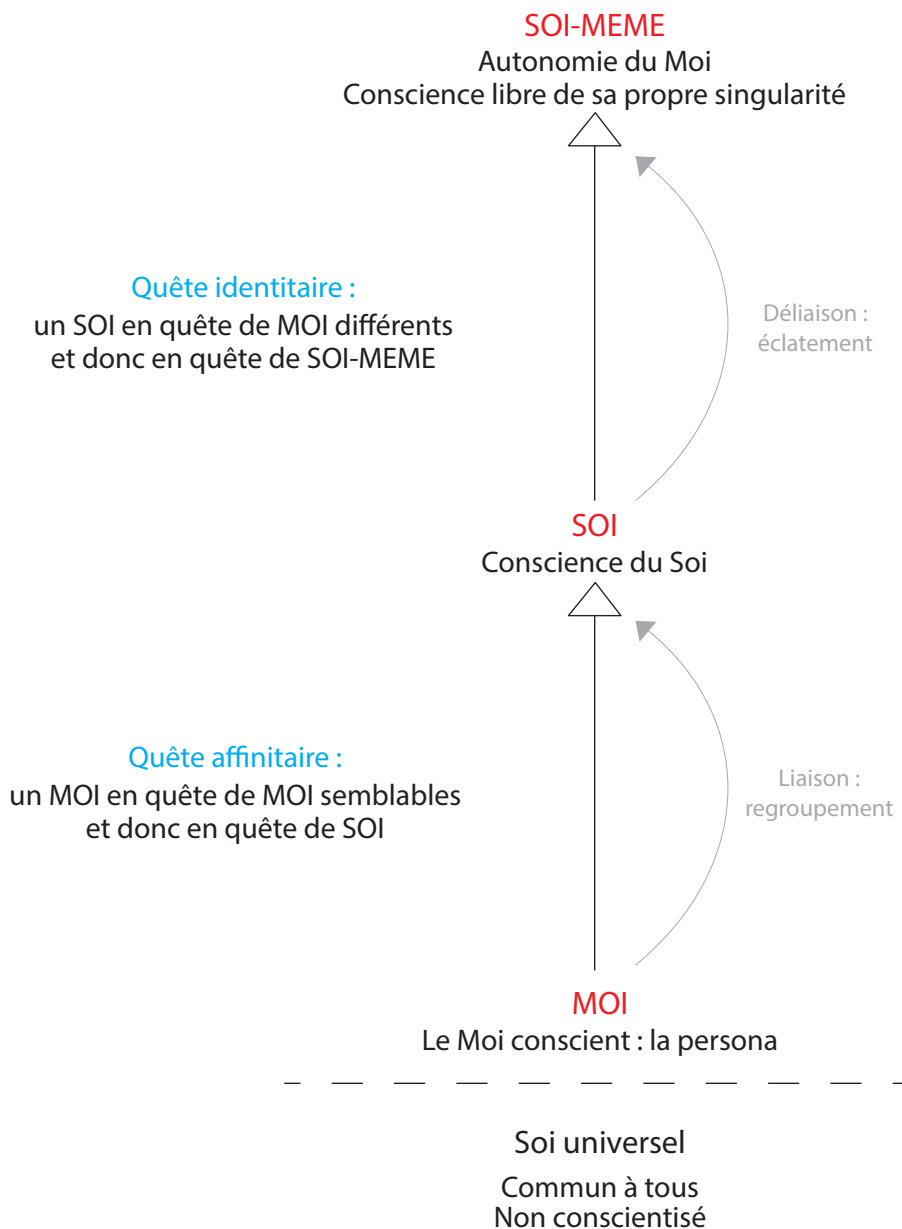 SOI-MEME
Autonomie du Moi
Conscience libre de sa propre singularité
Quête identitaire :
un SOI en quête de MOI différents
et donc en quête de SOI-MEME
Déliaison :
éclatement
SOI
Conscience du Soi
Quête affinitaire :
un MOI en quête de MOI semblables
et donc en quête de SOI
Liaison :
regroupement
MOI
Le Moi conscient : la persona
Soi universel
Commun à tous
Non conscientisé